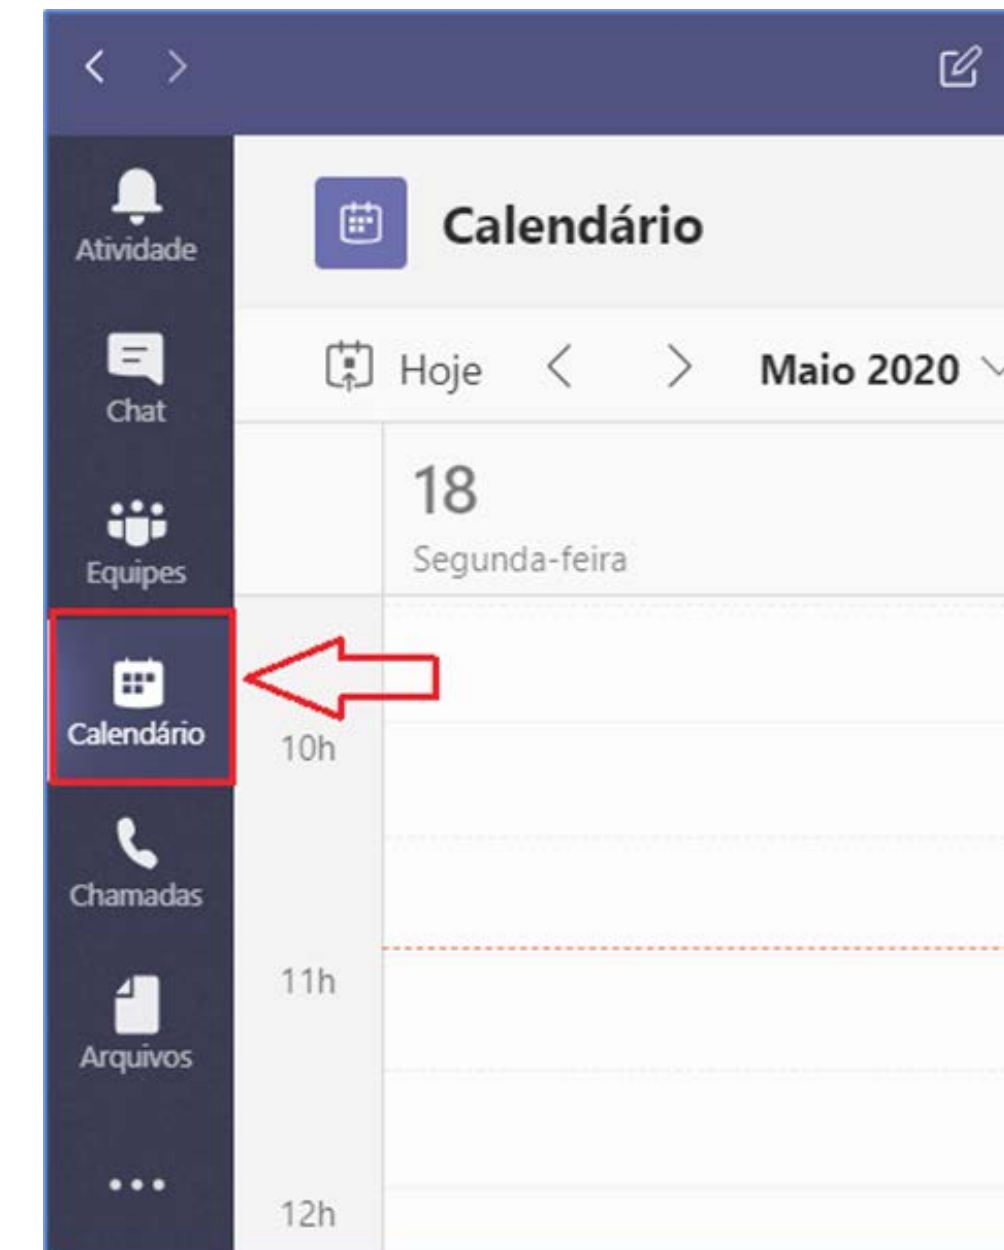 Atividade
Chat
Equipes
Calendário
Chamadas
Arquivos
Calendário
Hoje Maio 2020
18
Segunda-feira
10h
11h
12h